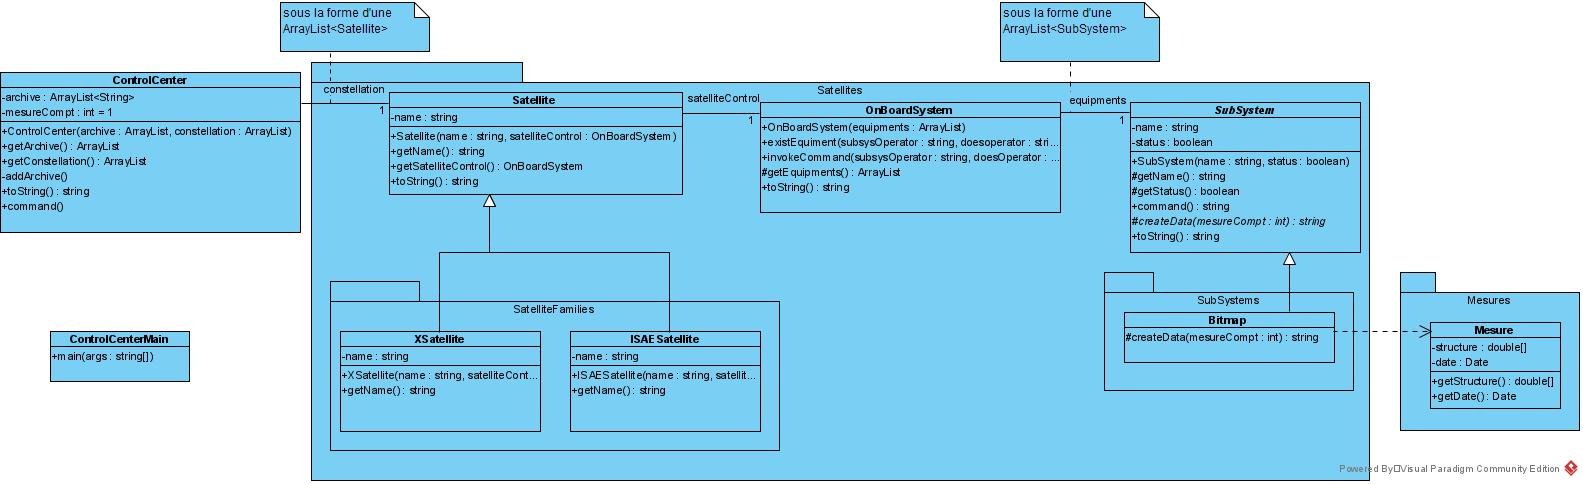 sous la forme d'une
ArrayList<Satellite>
sous la forme d'une
ArrayList<SubSystem>
ControlCenter
-archive : ArrayList<String>
-mesureCompt : int = 1
+ControlCenter(archive : ArrayList, constellation : ArrayList)
+getArchive() : ArrayList
+getConstellation() : ArrayList
-addArchive()
+toString() : string
+command()
constellation
1
Satellites
Satellite
-name : string
+Satellite(name : string, satelliteControl : OnBoardSystem)
+getName() : string
+getSatelliteControl() : OnBoardSystem
+toString() : string
satelliteControl
1
OnBoardSystem
+OnBoardSystem(equipments : ArrayList)
+existEquiment(subsysOperator : string, doesoperator : stri...
+invokeCommand(subsysOperator : string, doesOperator : ...
#getEquipments() : ArrayList
+toString() : string
equipments
1
SubSystem
-name : string
-status : boolean
+SubSystem(name : string, status : boolean)
#getName() : string
#getStatus() : boolean
+command() : string
#createData(mesureCompt : int) : string
+toString() : string
ControlCenterMain
+main(args : string[])
SatelliteFamilies
XSatellite
-name : string
+XSatellite(name : string, satelliteCont...
+getName() : string
ISAESatellite
-name : string
+ISAESatellite(name : string, satellit...
+getName() : string
SubSystems
Bitmap
#createData(mesureCompt : int) : string
Mesures
Mesure
-structure : double[]
-date : Date
+getStructure() : double[]
+getDate() : Date
Powered By Visual Paradigm Community Edition